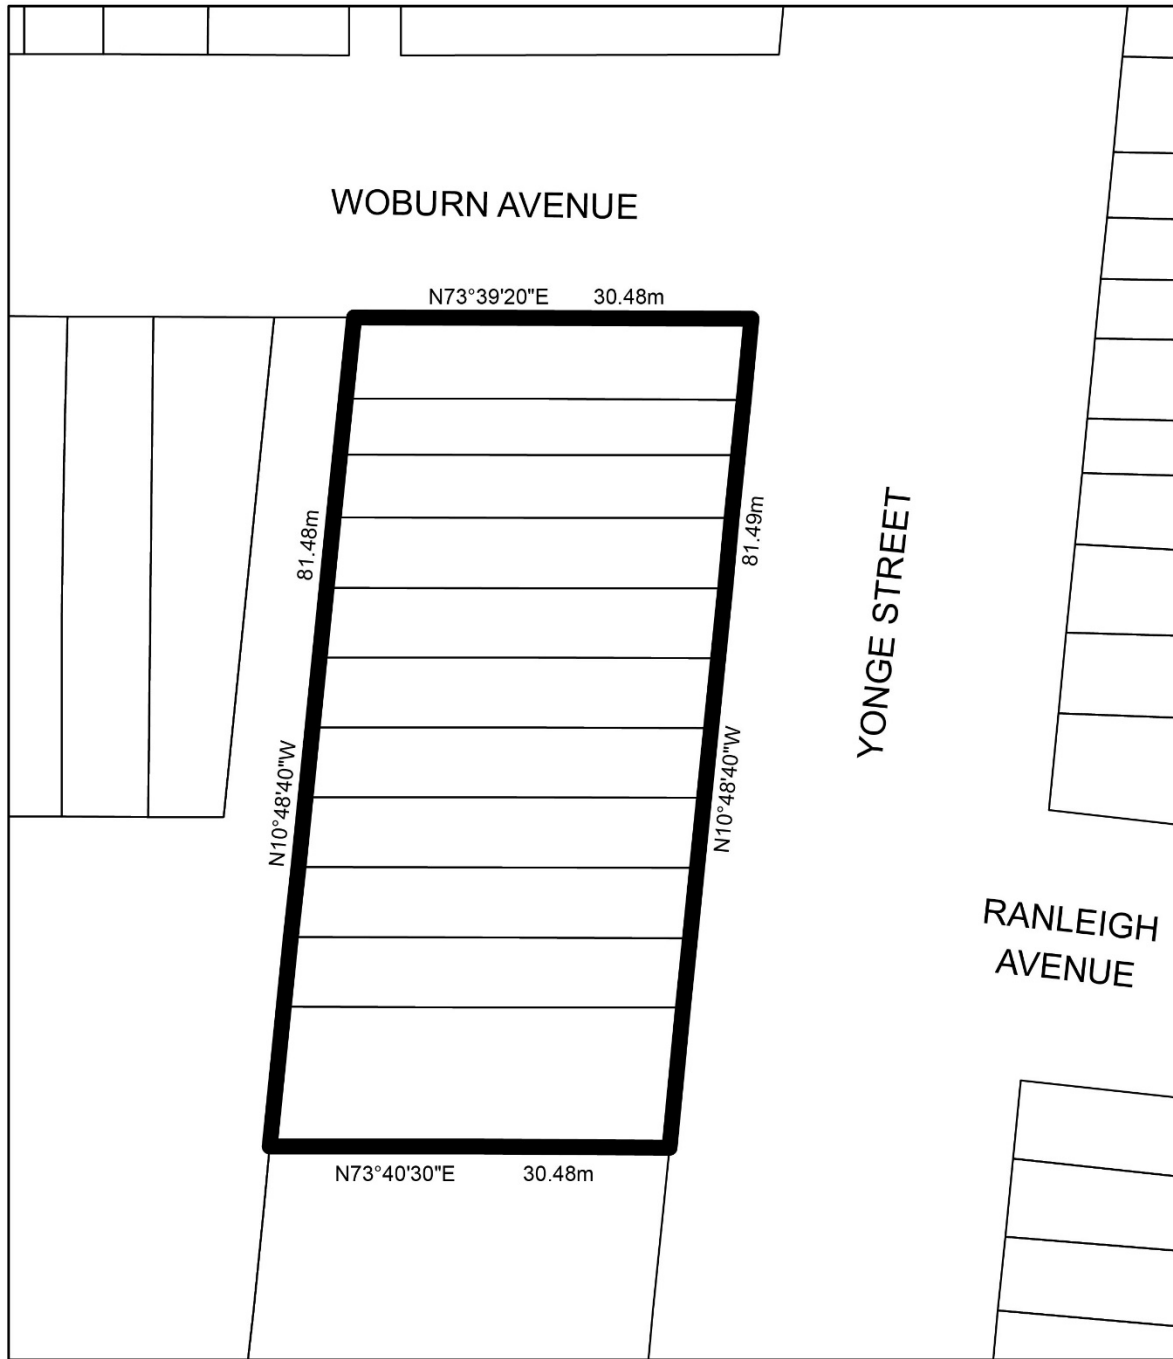 WOBURN AVENUE
N73°39'20"E 30.48m
81.48m
81.49m
YONGE STREET
N10°48'40"W
N10°48'40"W
RANLEIGH
AVENUE
N73°40'30"E 30.48m